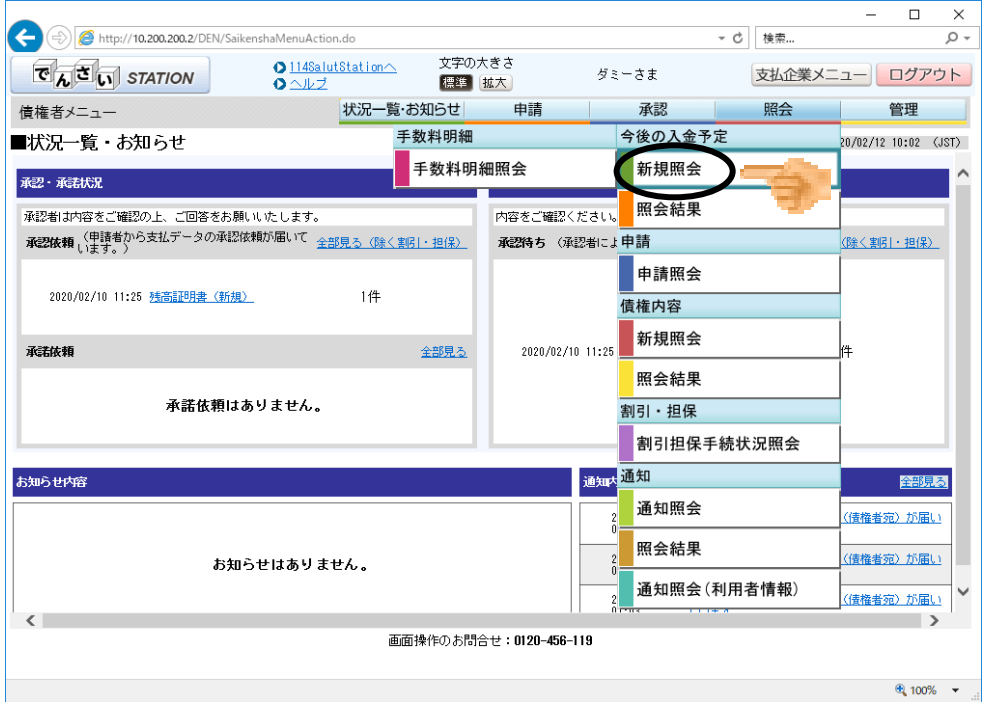 http://10.200.200.2/DEN/SaikenshaMenuAction.do
検索...
でんさい STATION
114SalutStationへ
ヘルプ
文字の大きさ
標準 拡大
ダミーさま
支払企業メニュー
ログアウト
債権者メニュー
状況一覧・お知らせ 申請 承認 照会 管理
■状況一覧・お知らせ
20/02/12 10:02 (JST)
手数料明細
手数料明細照会
今後の入金予定
新規照会
照会結果
申請
申請照会
債権内容
新規照会
照会結果
割引・担保
割引担保手続状況照会
通知
通知照会
照会結果
通知照会(利用者情報)
承認・承諾状況
承認者は内容をご確認の上、ご回答をお願いいたします。
承認依頼 (申請者から支払データの承認依頼が届いています。) 全部見る(除く割引・担保)
2020/02/10 11:25 残高証明書(新規) 1件
承諾依頼 全部見る
承諾依頼はありません。
内容をご確認ください。
承認待ち (承認者によ
(除く割引・担保)
2020/02/10 11:25
件
お知らせ内容
お知らせはありません。
通知内
全部見る
(債権者宛)が届い
(債権者宛)が届い
(債権者宛)が届い
画面操作のお問合せ:0120-456-119
100%